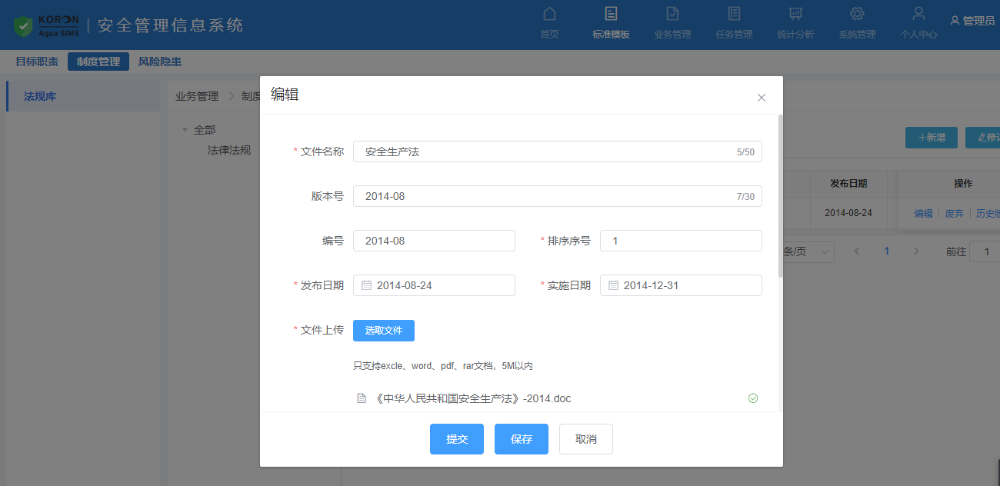 KORON
Aqua SIMS
安全管理信息系统
首页 标准模板 业务管理 任务管理 统计分析 系统管理 个人中心 管理员
目标职责 制度管理 风险隐患
法规库
业务管理 > 制度
全部
法律法规
+新增 修订
发布日期 操作
2014-08-24 编辑 | 废弃 | 历史版
条/页 < 1 > 前往 1
编辑
* 文件名称 安全生产法 5/50
版本号 2014-08 7/30
编号 2014-08 * 排序序号 1
* 发布日期 2014-08-24 * 实施日期 2014-12-31
* 文件上传 选取文件
只支持excle、word、pdf、rar文档，5M以内
《中华人民共和国安全生产法》-2014.doc
提交 保存 取消